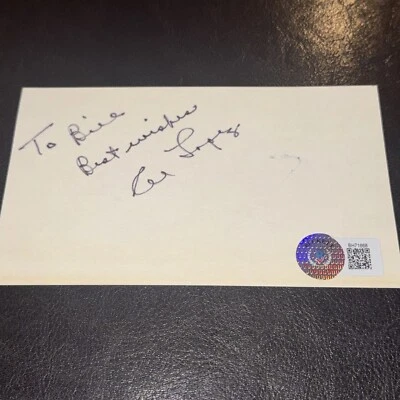 To Bill
Best wishes
Al Lopez